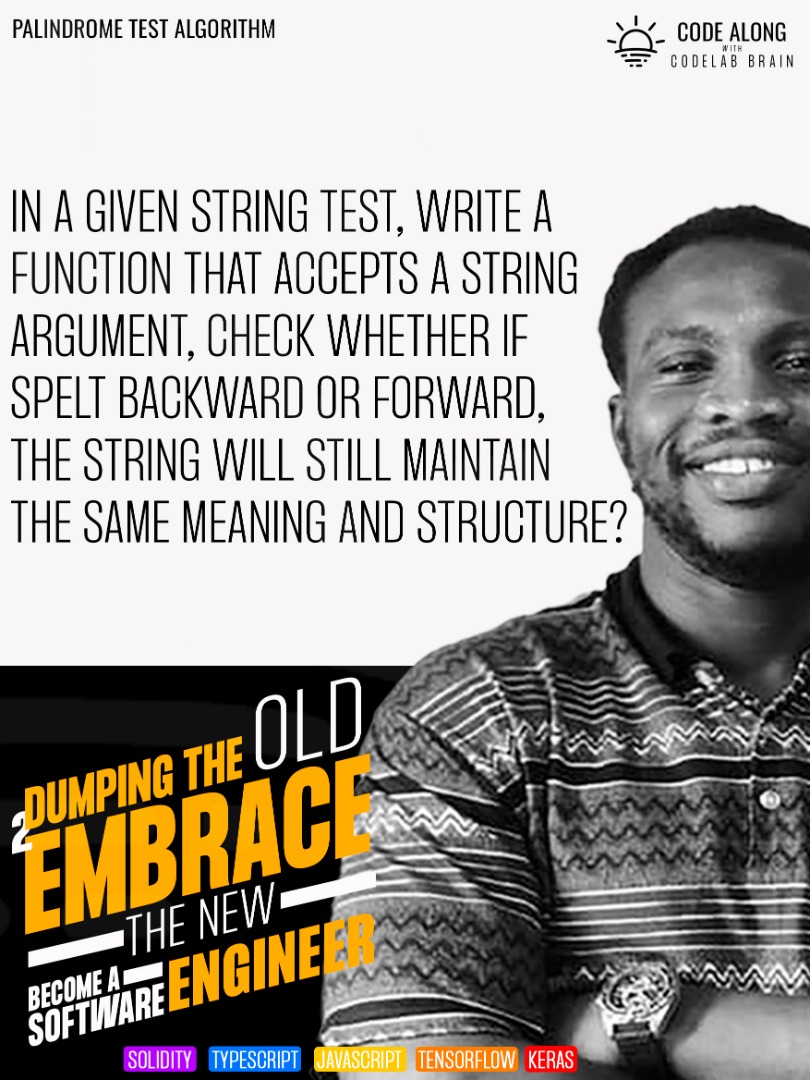 PALINDROME TEST ALGORITHM
CODE ALONG
WITH
CODELAB BRAIN
IN A GIVEN STRING TEST, WRITE A
FUNCTION THAT ACCEPTS A STRING
ARGUMENT, CHECK WHETHER IF
SPELT BACKWARD OR FORWARD,
THE STRING WILL STILL MAINTAIN
THE SAME MEANING AND STRUCTURE?
DUMPING THE OLD
2 EMBRACE
THE NEW
BECOME A
SOFTWARE ENGINEER
SOLIDITY TYPESCRIPT JAVASCRIPT TENSORFLOW KERAS